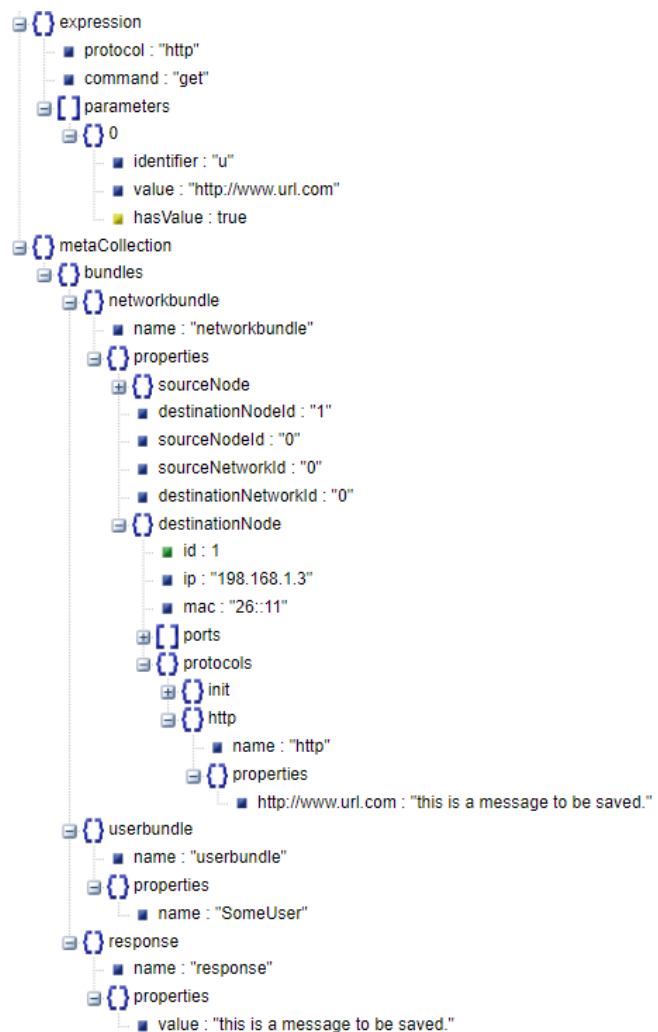 expression
protocol : "http"
command : "get"
parameters
0
identifier : "u"
value : "http://www.url.com"
hasValue : true
metaCollection
bundles
networkbundle
name : "networkbundle"
properties
sourceNode
destinationNodeId : "1"
sourceNodeId : "0"
sourceNetworkId : "0"
destinationNetworkId : "0"
destinationNode
id : 1
ip : "198.168.1.3"
mac : "26::11"
ports
protocols
init
http
name : "http"
properties
http://www.url.com : "this is a message to be saved."
userbundle
name : "userbundle"
properties
name : "SomeUser"
response
name : "response"
properties
value : "this is a message to be saved."